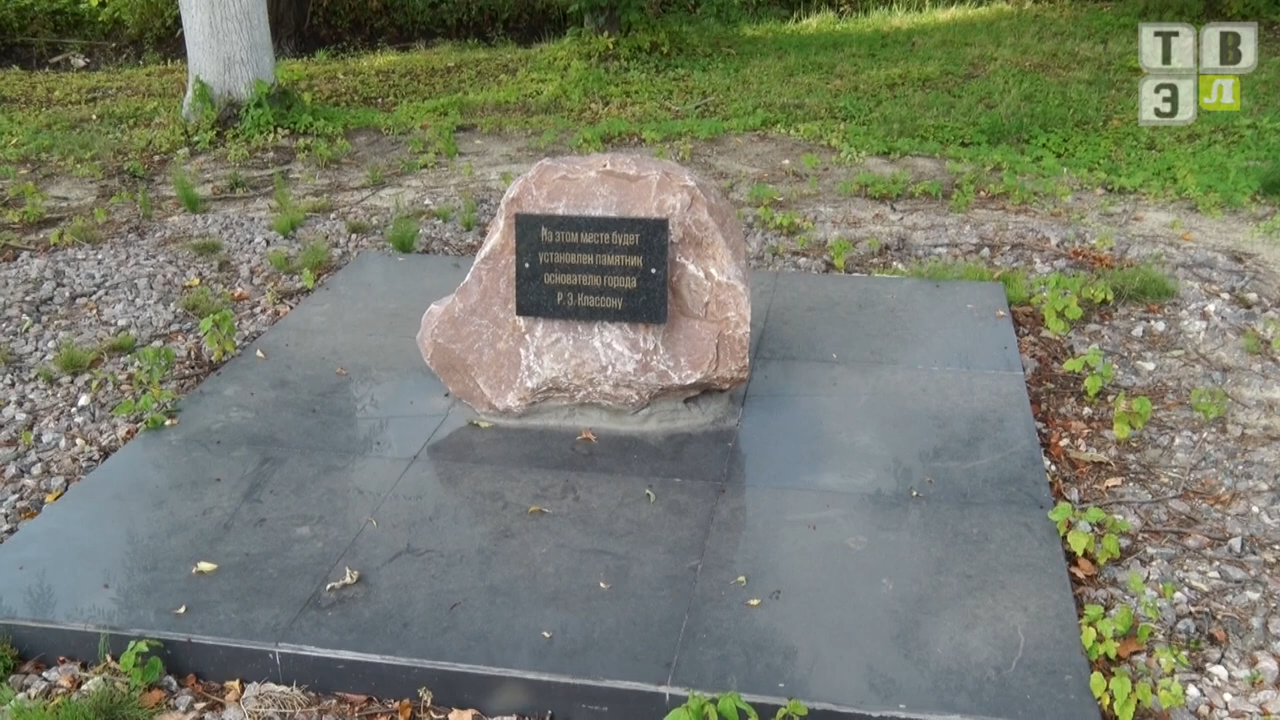 На этом месте будет
установлен памятник
основателю города
Р. Э. Классону
ТВ
Эл